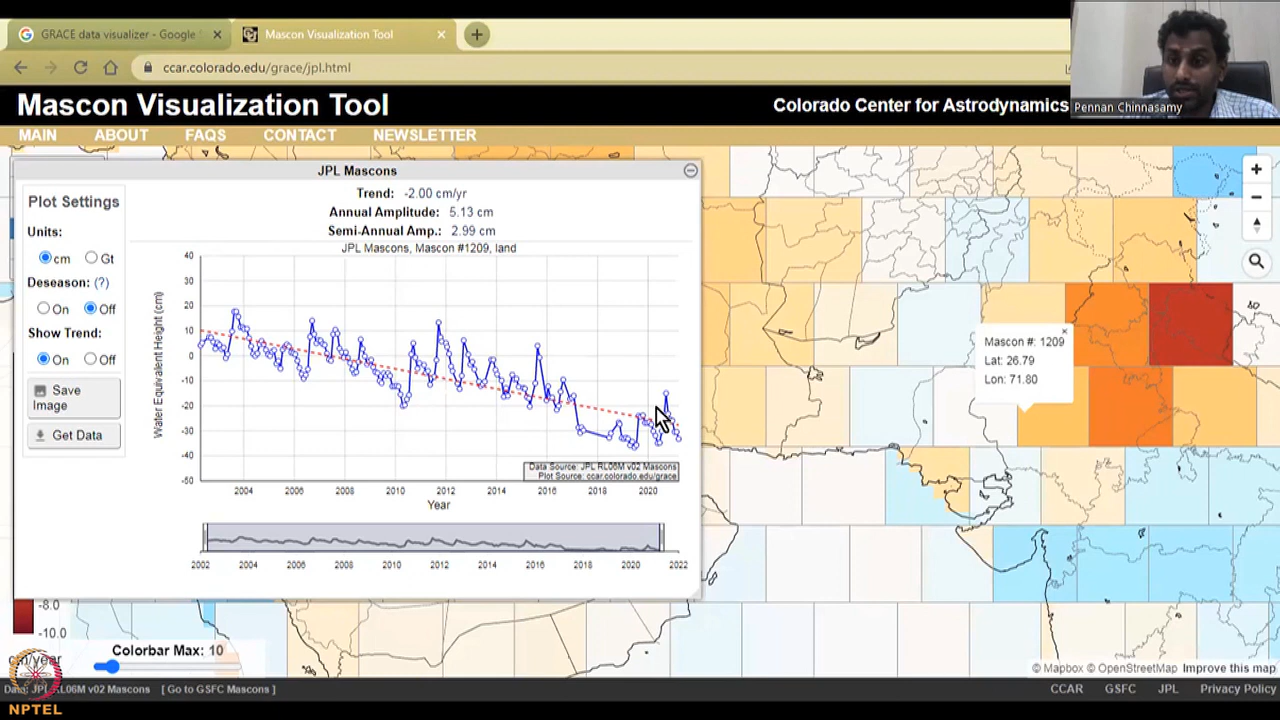 GRACE data visualizer - Google
Mascon Visualization Tool
ccar.colorado.edu/grace/jpl.html
Pennan Chinnasamy
Mascon Visualization Tool
Colorado Center for Astrodynamics
MAIN ABOUT FAQS CONTACT NEWSLETTER
JPL Mascons
Plot Settings
Units:
cm Gt
Deseason: (?)
On Off
Show Trend:
On Off
Save Image
Get Data
Trend: -2.00 cm/yr
Annual Amplitude: 5.13 cm
Semi-Annual Amp.: 2.99 cm
JPL Mascons, Mascon #1209, land
Water Equivalent Height (cm)
40
30
20
10
0
-10
-20
-30
-40
-50
Data Source: JPL RL06M v02 Mascons
Plot Source: ccar.colorado.edu/grace
2004 2006 2008 2010 2012 2014 2016 2018 2020
Year
2002 2004 2006 2008 2010 2012 2014 2016 2018 2020 2022
Mascon #: 1209
Lat: 26.79
Lon: 71.80
-8.0
-10.0
cm/year
Colorbar Max: 10
© Mapbox © OpenStreetMap Improve this map
Data: JPL RL06M v02 Mascons [ Go to GSFC Mascons ]
CCAR GSFC JPL Privacy Policy
NPTEL